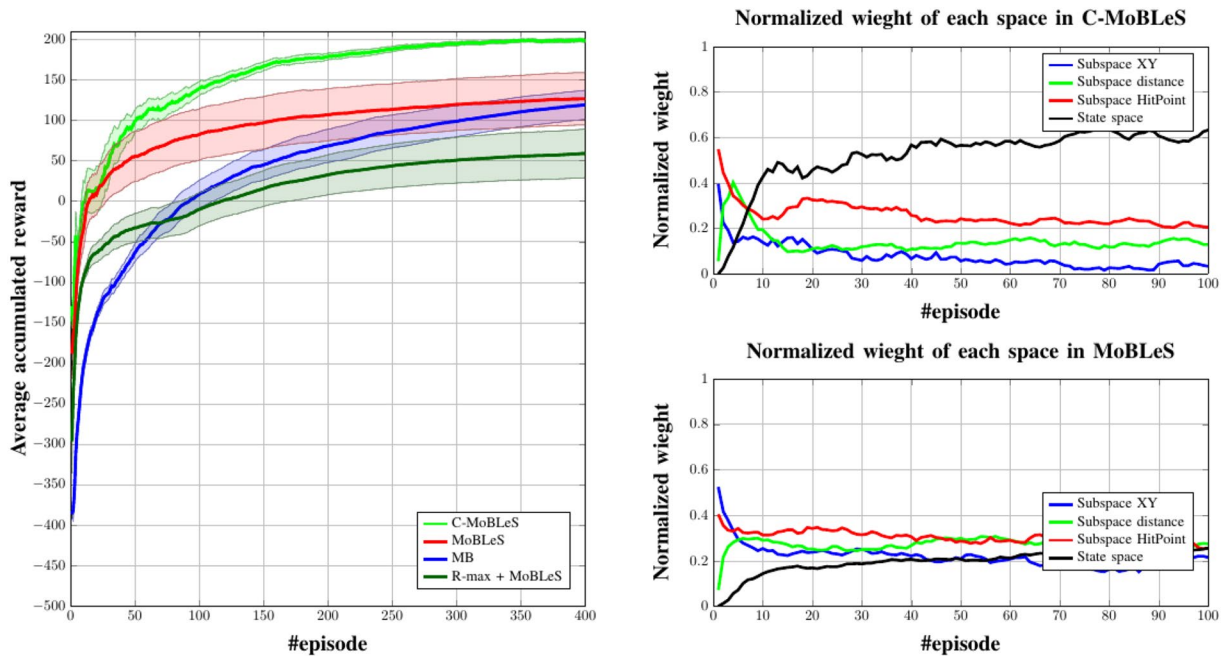 Average accumulated reward
200
150
100
50
0
−50
−100
−150
−200
−250
−300
−350
−400
−450
−500
0 50 100 150 200 250 300 350 400
#episode
C-MoBLeS
MoBLeS
MB
R-max + MoBLeS
Normalized wieght of each space in C-MoBLeS
Normalized wieght
1
0.8
0.6
0.4
0.2
0
0 10 20 30 40 50 60 70 80 90 100
#episode
Subspace XY
Subspace distance
Subspace HitPoint
State space
Normalized wieght of each space in MoBLeS
Normalized wieght
1
0.8
0.6
0.4
0.2
0
0 10 20 30 40 50 60 70 80 90 100
#episode
Subspace XY
Subspace distance
Subspace HitPoint
State space